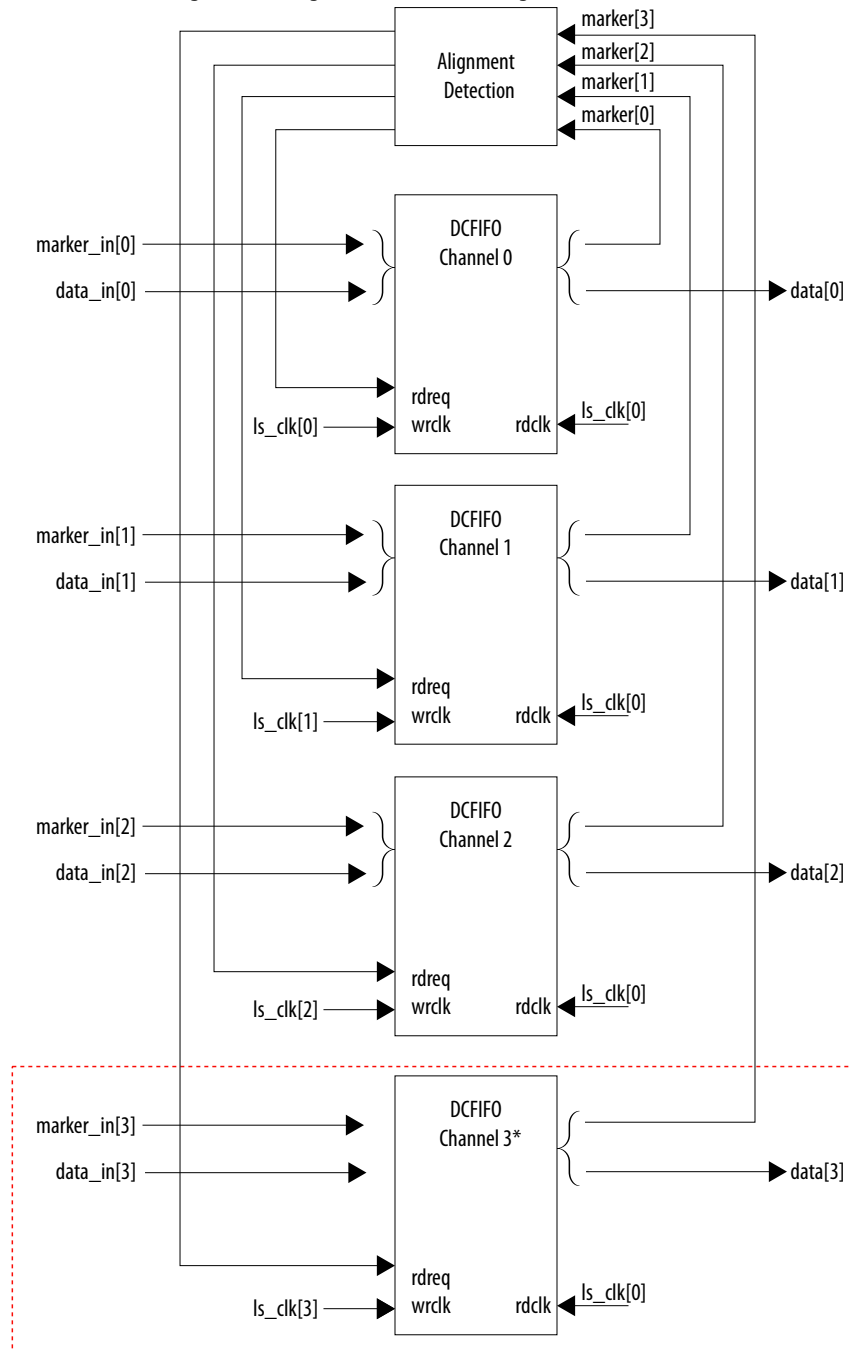 marker[3]
marker[2]
marker[1]
marker[0]
Alignment
Detection
DCFIFO
Channel 0
marker_in[0]
data_in[0]
data[0]
rdreq
ls_clk[0]
wrclk
rdclk
ls_clk[0]
DCFIFO
Channel 1
marker_in[1]
data_in[1]
data[1]
rdreq
ls_clk[1]
wrclk
rdclk
ls_clk[0]
DCFIFO
Channel 2
marker_in[2]
data_in[2]
data[2]
rdreq
ls_clk[2]
wrclk
rdclk
ls_clk[0]
DCFIFO
Channel 3*
marker_in[3]
data_in[3]
data[3]
rdreq
ls_clk[3]
wrclk
rdclk
ls_clk[0]